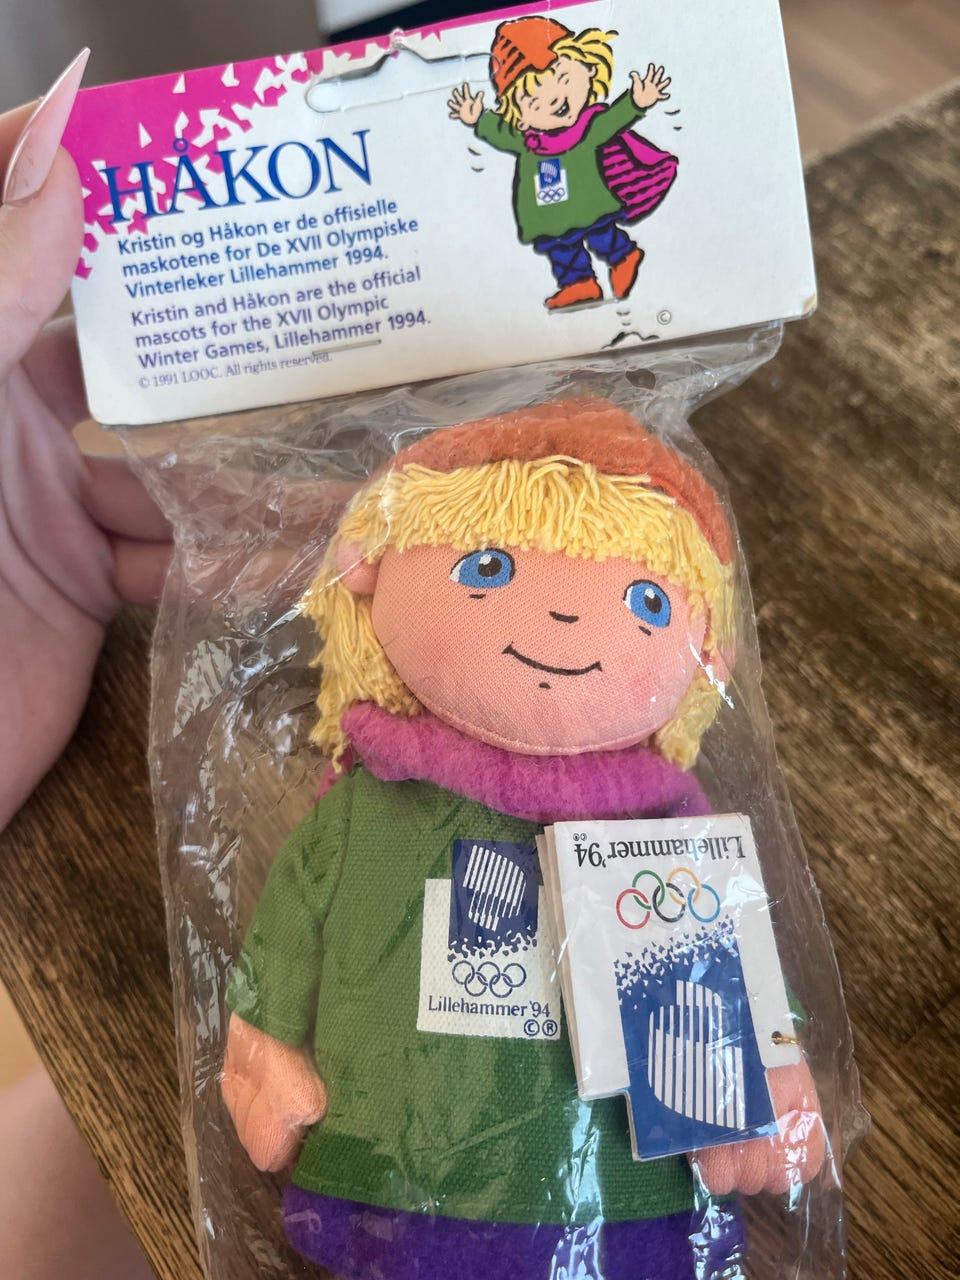 HÅKON
Kristin og Håkon er de offisielle
maskotene for De XVII Olympiske
Vinterleker Lillehammer 1994.
Kristin and Håkon are the official
mascots for the XVII Olympic
Winter Games, Lillehammer 1994.
© 1991 LOOC. All rights reserved.
©
Lillehammer '94
©®
Lillehammer '94
©®